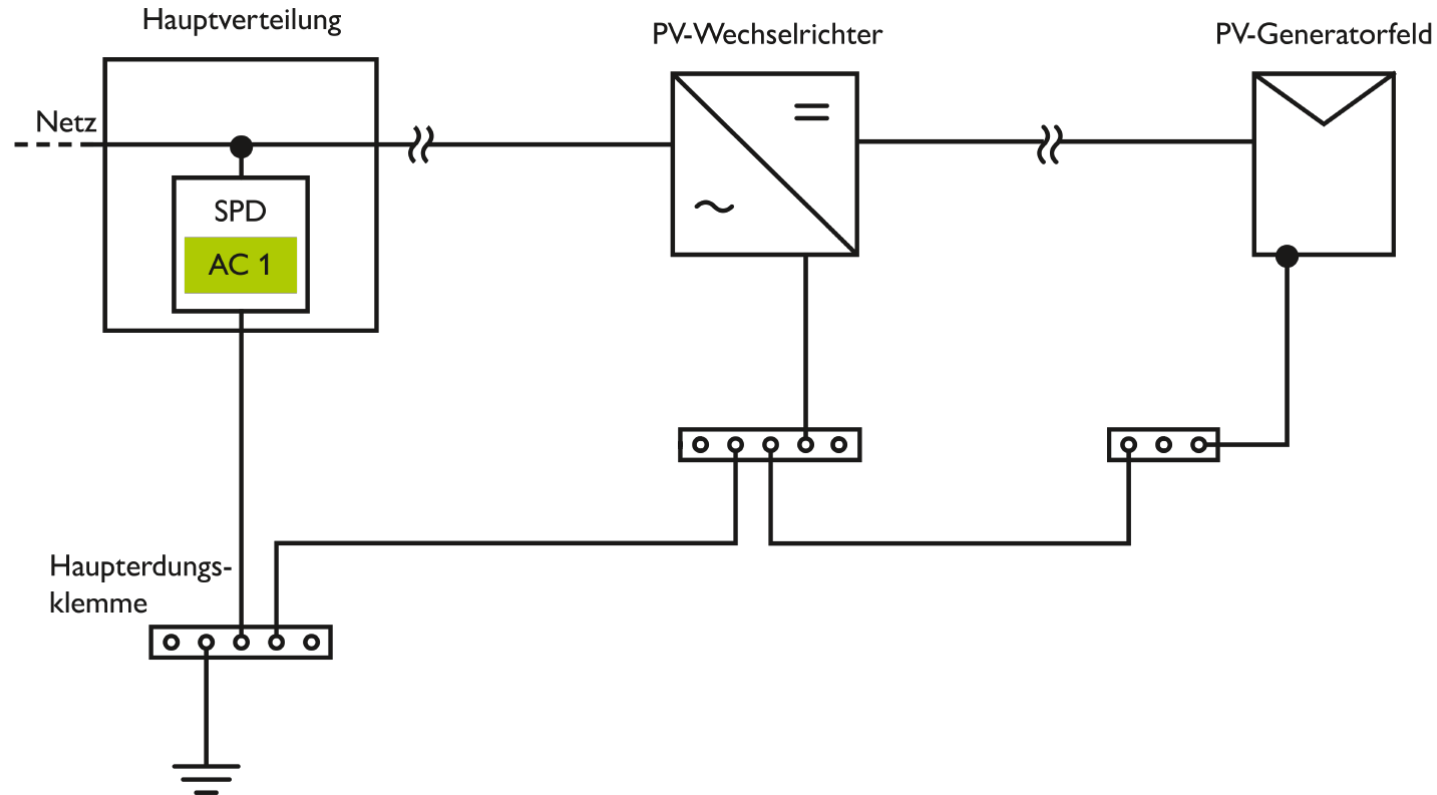 Hauptverteilung
PV-Wechselrichter
PV-Generatorfeld
Netz
SPD
AC 1
Haupterdungs-
klemme